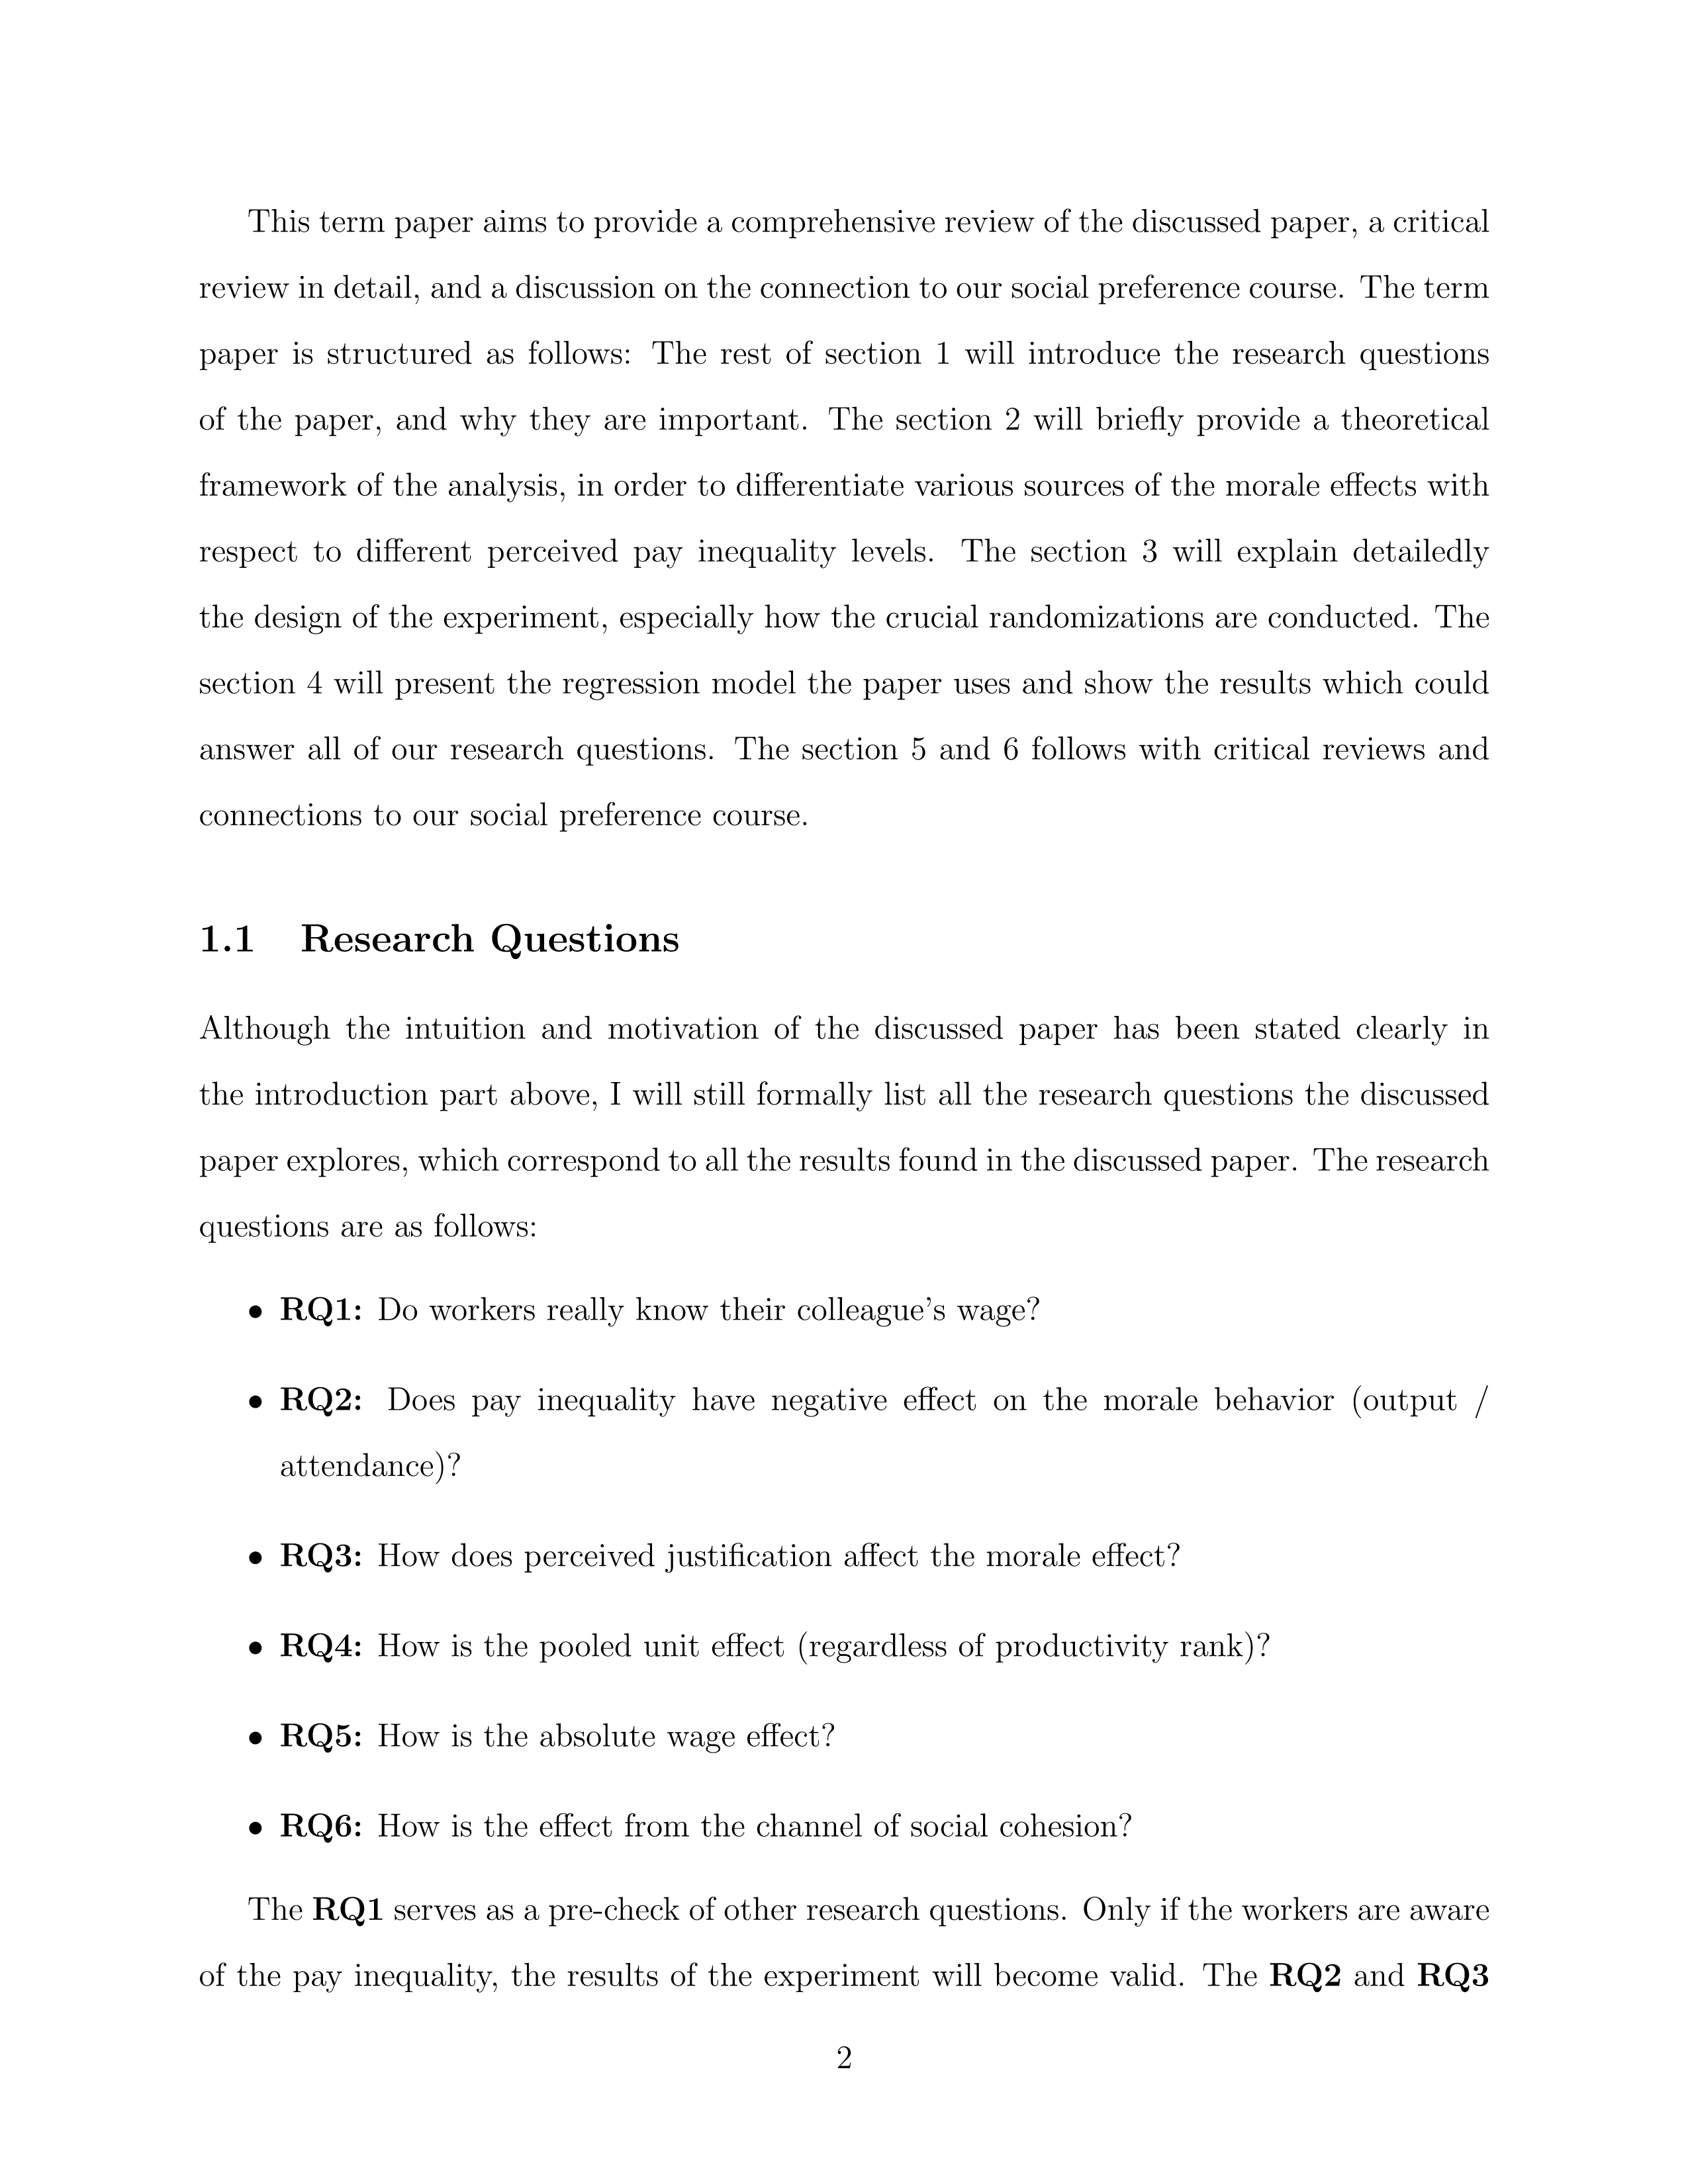 This term paper aims to provide a comprehensive review of the discussed paper, a critical
review in detail, and a discussion on the connection to our social preference course. The term
paper is structured as follows: The rest of section 1 will introduce the research questions
of the paper, and why they are important. The section 2 will briefly provide a theoretical
framework of the analysis, in order to differentiate various sources of the morale effects with
respect to different perceived pay inequality levels. The section 3 will explain detailedly
the design of the experiment, especially how the crucial randomizations are conducted. The
section 4 will present the regression model the paper uses and show the results which could
answer all of our research questions. The section 5 and 6 follows with critical reviews and
connections to our social preference course.
1.1 Research Questions
Although the intuition and motivation of the discussed paper has been stated clearly in
the introduction part above, I will still formally list all the research questions the discussed
paper explores, which correspond to all the results found in the discussed paper. The research
questions are as follows:
• RQ1: Do workers really know their colleague's wage?
• RQ2: Does pay inequality have negative effect on the morale behavior (output /
attendance)?
• RQ3: How does perceived justification affect the morale effect?
• RQ4: How is the pooled unit effect (regardless of productivity rank)?
• RQ5: How is the absolute wage effect?
• RQ6: How is the effect from the channel of social cohesion?
The RQ1 serves as a pre-check of other research questions. Only if the workers are aware
of the pay inequality, the results of the experiment will become valid. The RQ2 and RQ3
2